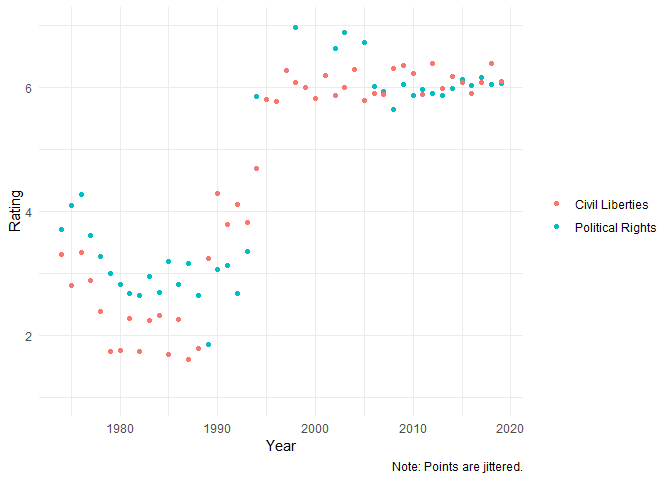 6
4
2
Rating
1980
1990
2000
2010
2020
Year
Civil Liberties
Political Rights
Note: Points are jittered.